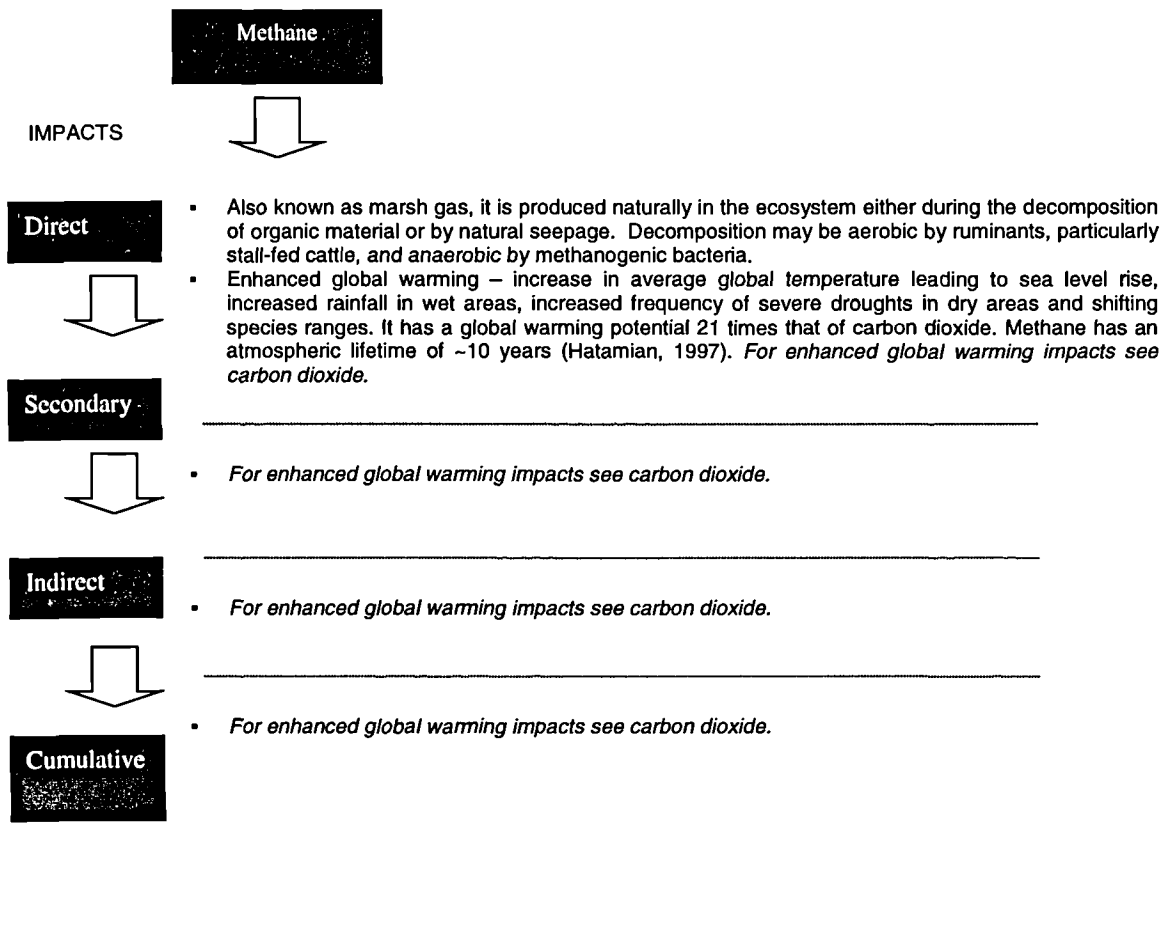 Methane
IMPACTS
Direct
▪ Also known as marsh gas, it is produced naturally in the ecosystem either during the decomposition
of organic material or by natural seepage. Decomposition may be aerobic by ruminants, particularly
stall-fed cattle, and anaerobic by methanogenic bacteria.
▪ Enhanced global warming – increase in average global temperature leading to sea level rise,
increased rainfall in wet areas, increased frequency of severe droughts in dry areas and shifting
species ranges. It has a global warming potential 21 times that of carbon dioxide. Methane has an
atmospheric lifetime of ~10 years (Hatamian, 1997). For enhanced global warming impacts see
carbon dioxide.
Secondary
▪ For enhanced global warming impacts see carbon dioxide.
Indirect
▪ For enhanced global warming impacts see carbon dioxide.
▪ For enhanced global warming impacts see carbon dioxide.
Cumulative